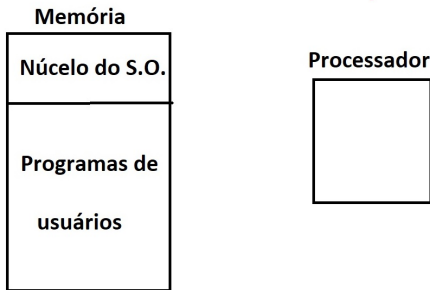 Memória
Núcelo do S.O.
Processador
Programas de
usuários